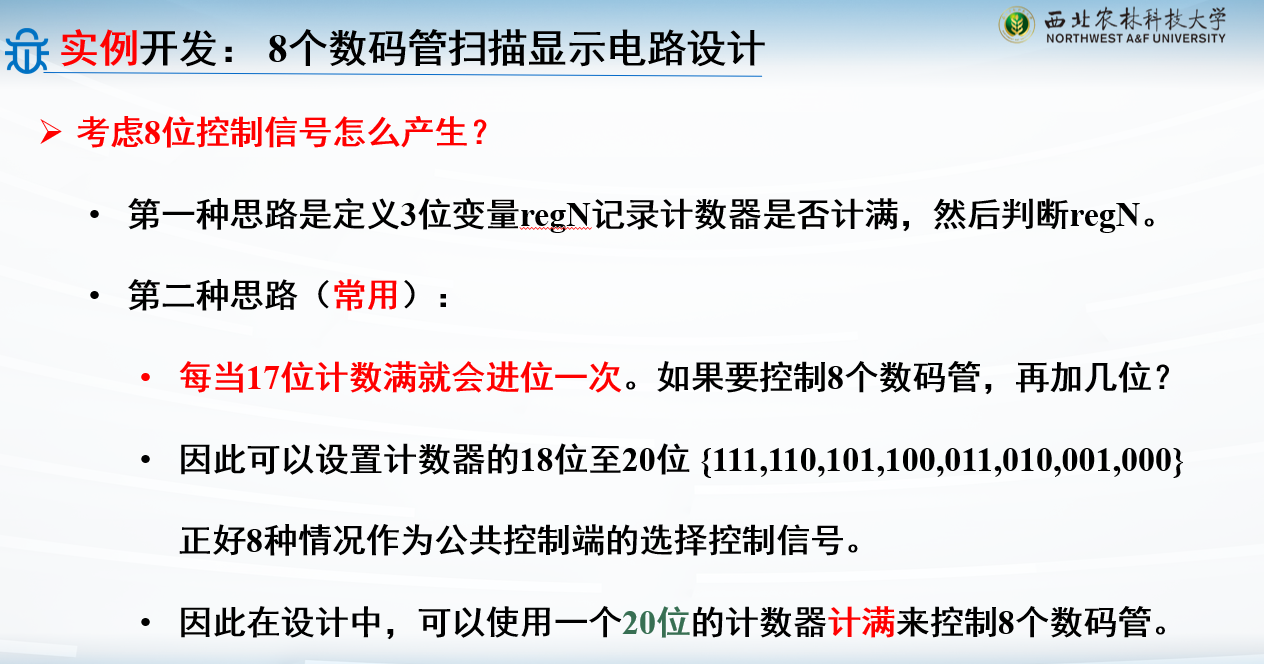 西北农林科技大学
NORTHWEST A&F UNIVERSITY
实例开发： 8个数码管扫描显示电路设计
➢ 考虑8位控制信号怎么产生？
• 第一种思路是定义3位变量regN记录计数器是否计满，然后判断regN。
• 第二种思路（常用）：
• 每当17位计数满就会进位一次。如果要控制8个数码管，再加几位？
• 因此可以设置计数器的18位至20位 {111,110,101,100,011,010,001,000}
正好8种情况作为公共控制端的选择控制信号。
• 因此在设计中，可以使用一个20位的计数器计满来控制8个数码管。